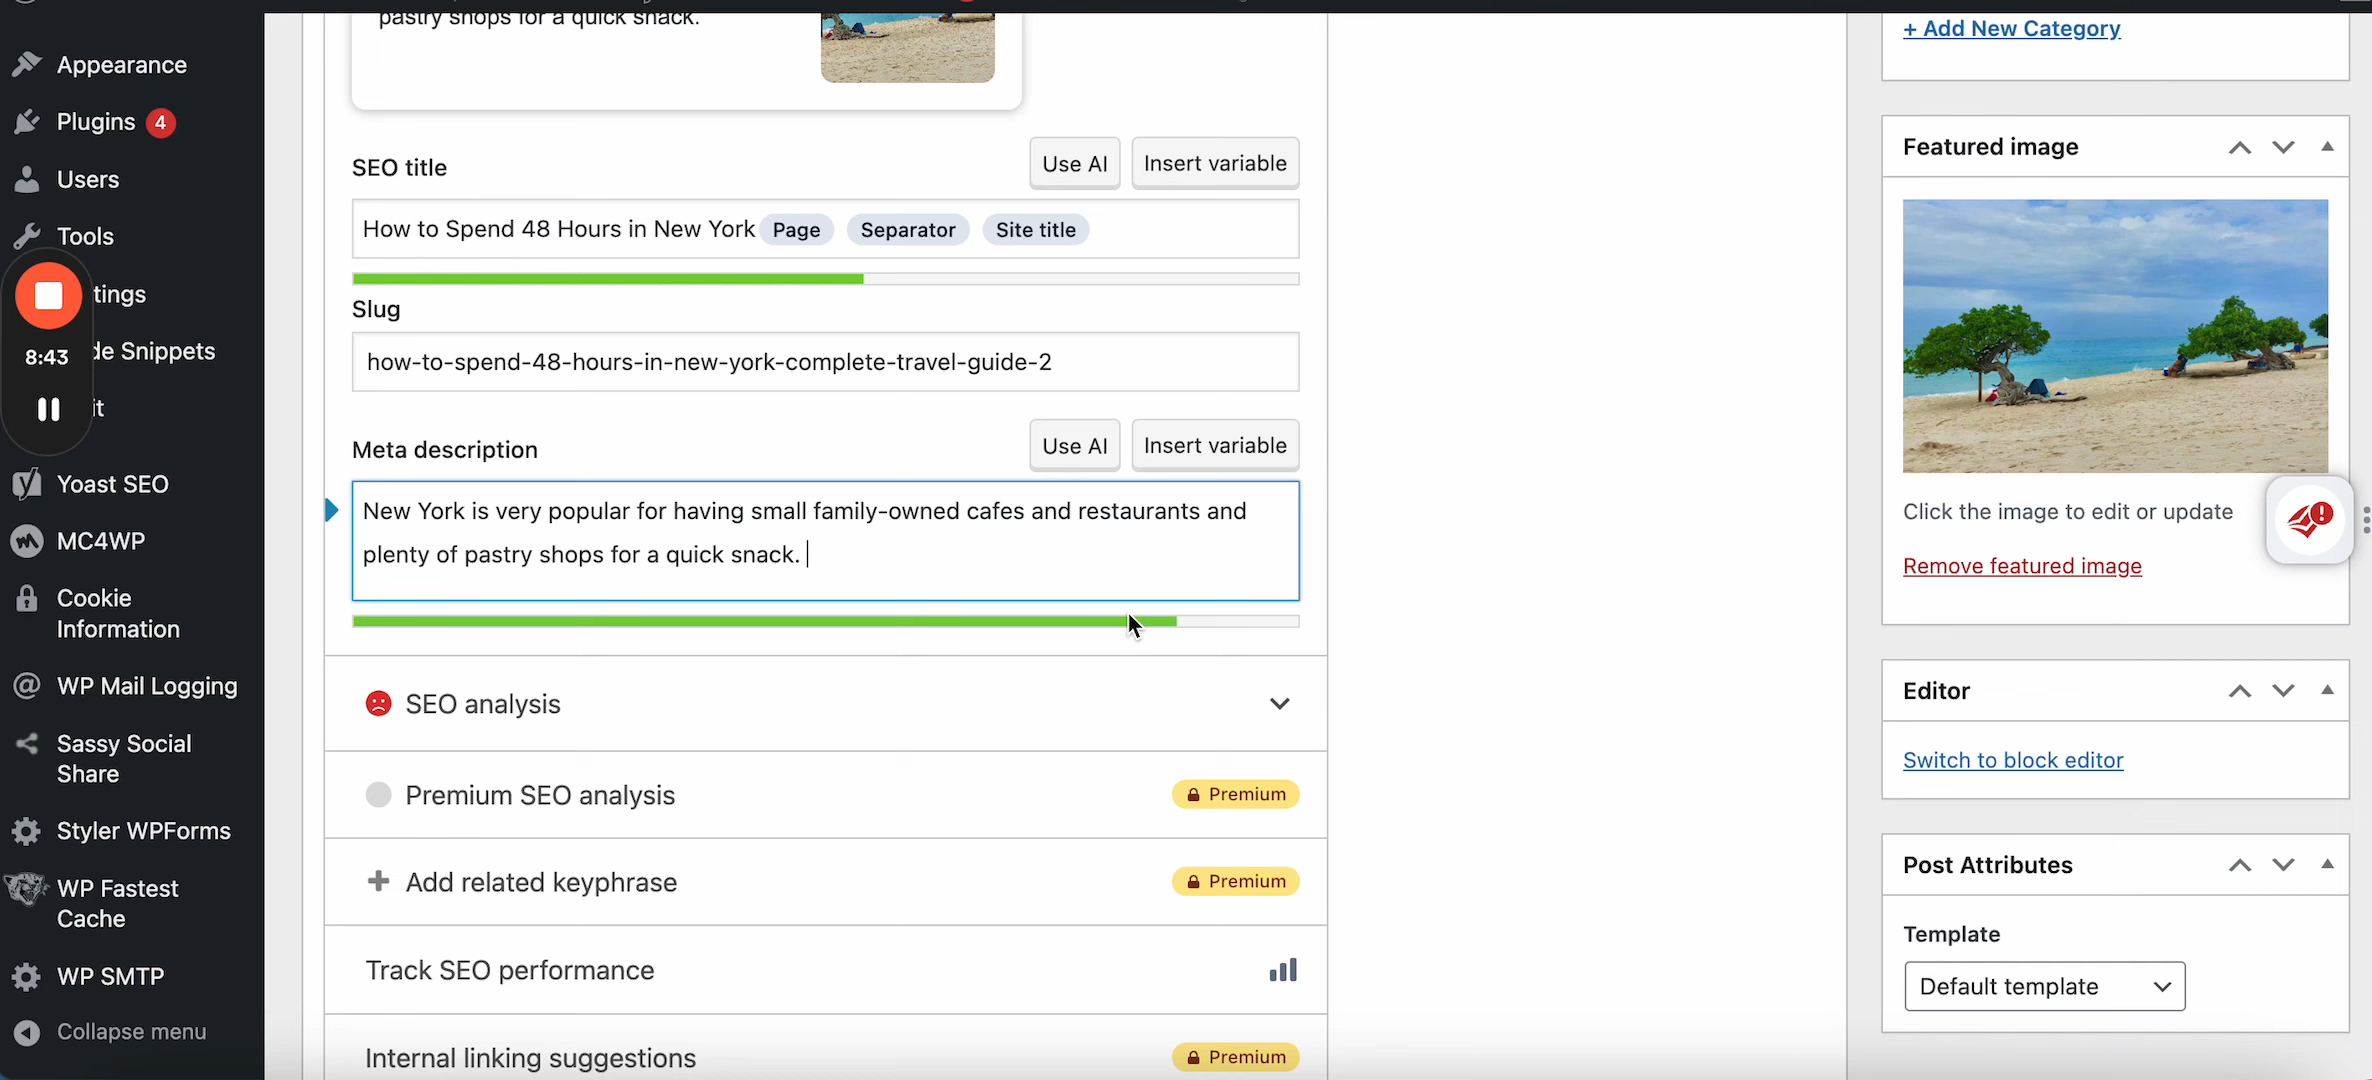 pastry shops for a quick snack.
+ Add New Category
Appearance
Plugins 4
Users
Tools
tings
8:43
de Snippets
it
Yoast SEO
MC4WP
Cookie
Information
WP Mail Logging
Sassy Social
Share
Styler WPForms
WP Fastest
Cache
WP SMTP
Collapse menu
SEO title
Use AI
Insert variable
How to Spend 48 Hours in New York Page Separator Site title
Slug
how-to-spend-48-hours-in-new-york-complete-travel-guide-2
Meta description
Use AI
Insert variable
New York is very popular for having small family-owned cafes and restaurants and
plenty of pastry shops for a quick snack.
SEO analysis
Premium SEO analysis
Premium
Add related keyphrase
Premium
Track SEO performance
Internal linking suggestions
Premium
Featured image
Click the image to edit or update
Remove featured image
Editor
Switch to block editor
Post Attributes
Template
Default template